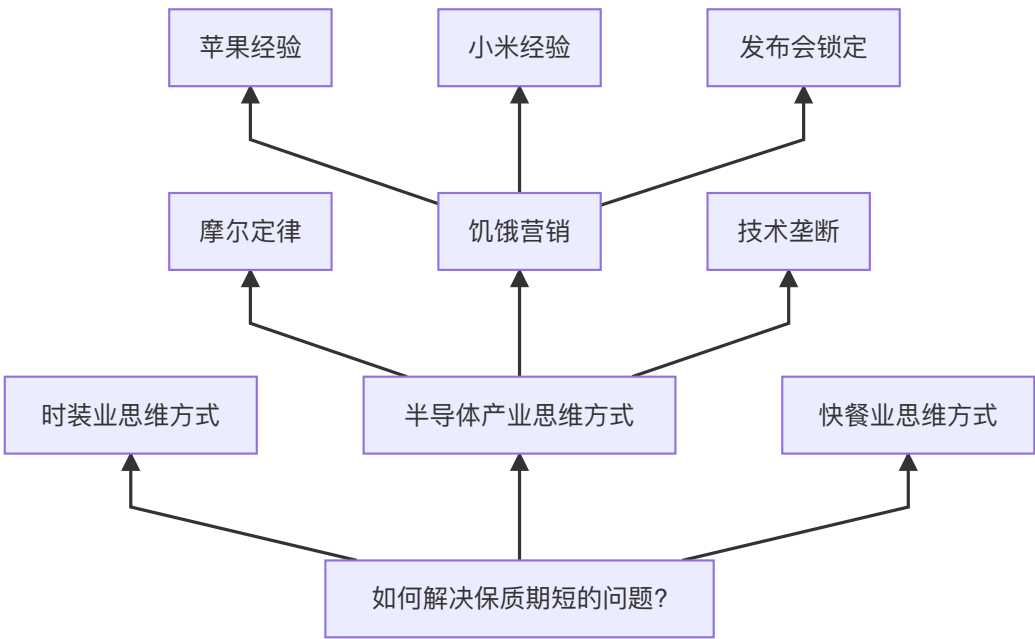 苹果经验
小米经验
发布会锁定
摩尔定律
饥饿营销
技术垄断
时装业思维方式
半导体产业思维方式
快餐业思维方式
如何解决保质期短的问题?